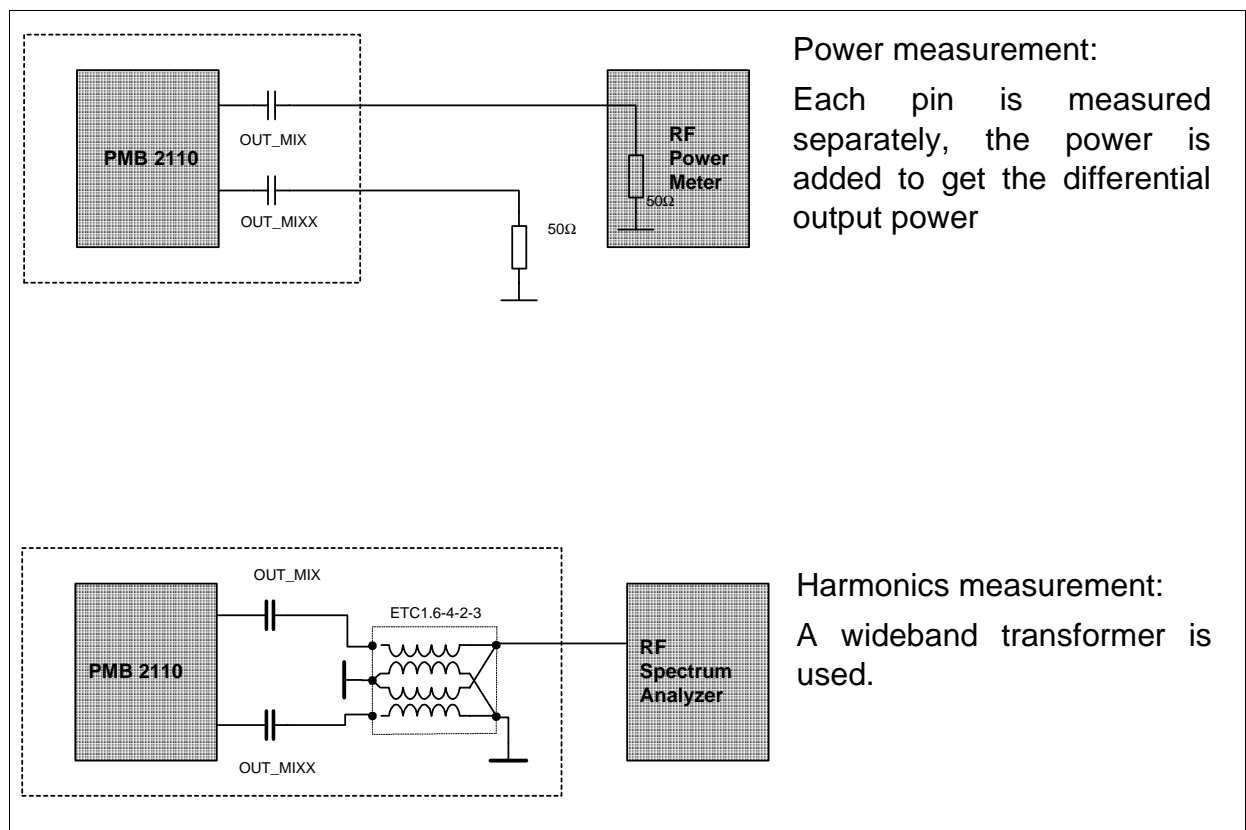 Power measurement:
Each pin is measured
separately, the power is
added to get the differential
output power
PMB 2110
OUT_MIX
OUT_MIXX
50Ω
RF
Power
Meter
50Ω
Harmonics measurement:
A wideband transformer is
used.
PMB 2110
OUT_MIX
OUT_MIXX
ETC1.6-4-2-3
RF
Spectrum
Analyzer